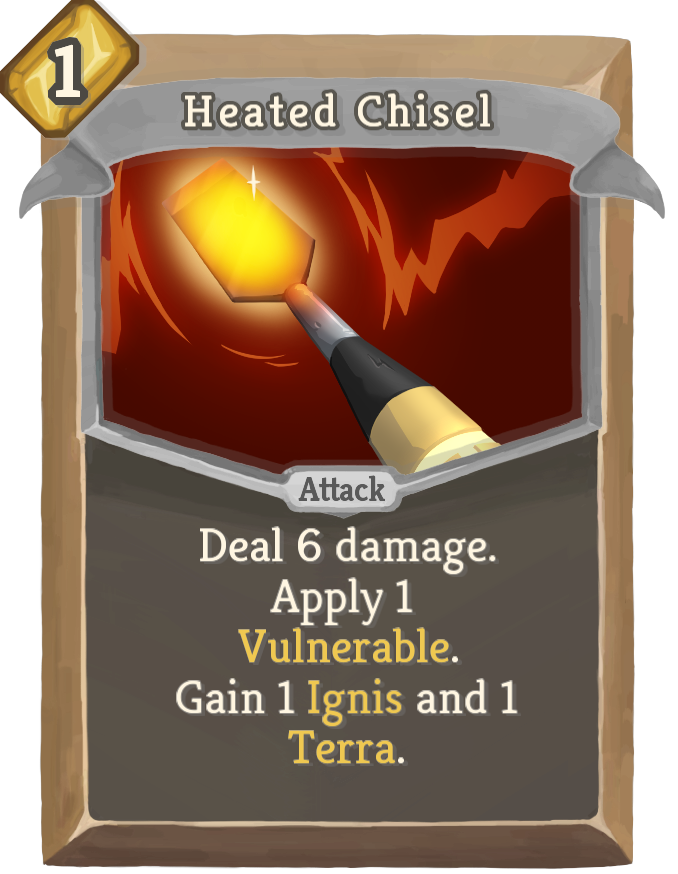 1
Heated Chisel
Attack
Deal 6 damage.
Apply 1
Vulnerable.
Gain 1 Ignis and 1
Terra.